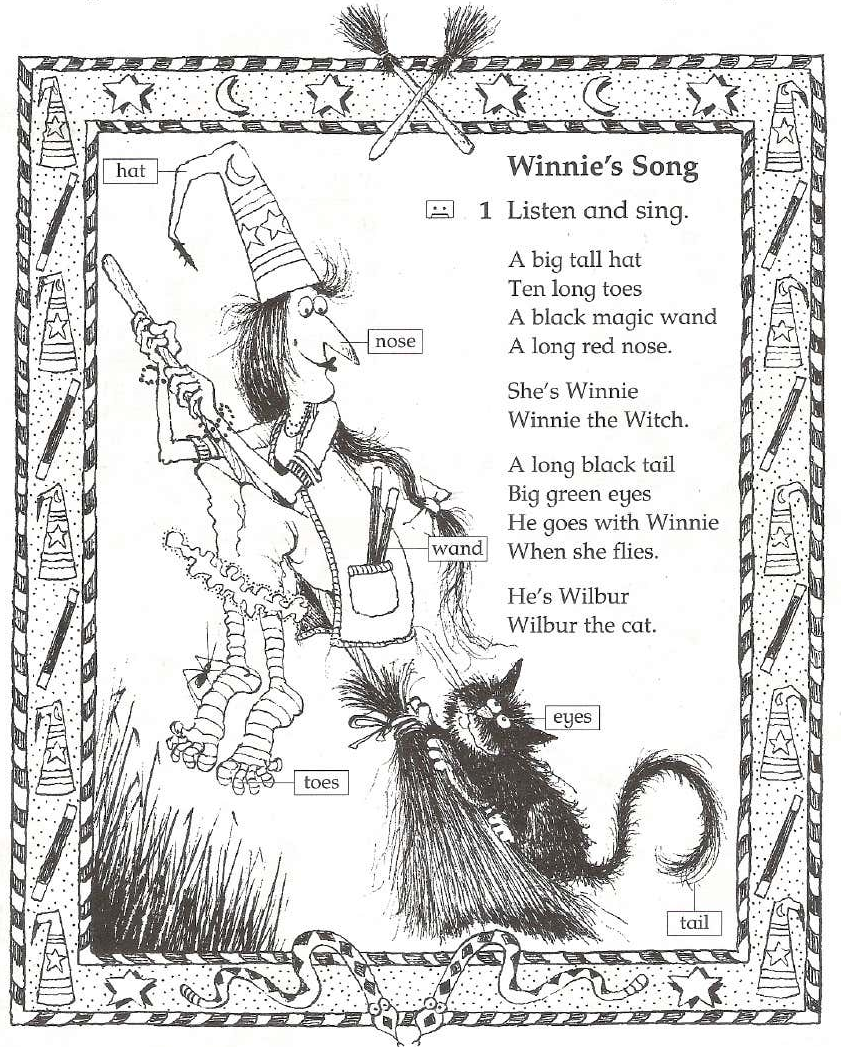 hat
Winnie's Song
1 Listen and sing.
A big tall hat
Ten long toes
A black magic wand
A long red nose.
nose
She's Winnie
Winnie the Witch.
A long black tail
Big green eyes
He goes with Winnie
When she flies.
wand
He's Wilbur
Wilbur the cat.
eyes
toes
tail